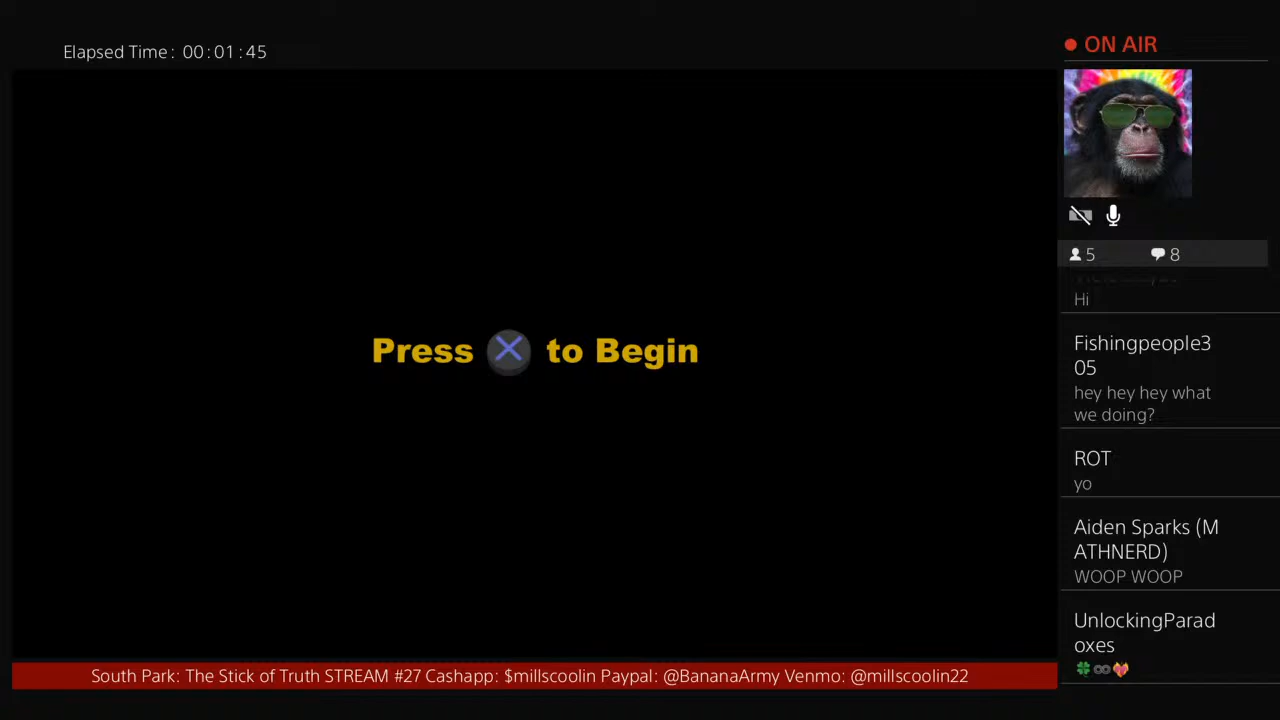 Elapsed Time: 00:01:45
ON AIR
5 8
Hi
Fishingpeople3
05
hey hey hey what
we doing?
ROT
yo
Aiden Sparks (M
ATHNERD)
WOOP WOOP
UnlockingParad
oxes
🍀♾💖
Press X to Begin
South Park: The Stick of Truth STREAM #27 Cashapp: $millscoolin Paypal: @BananaArmy Venmo: @millscoolin22